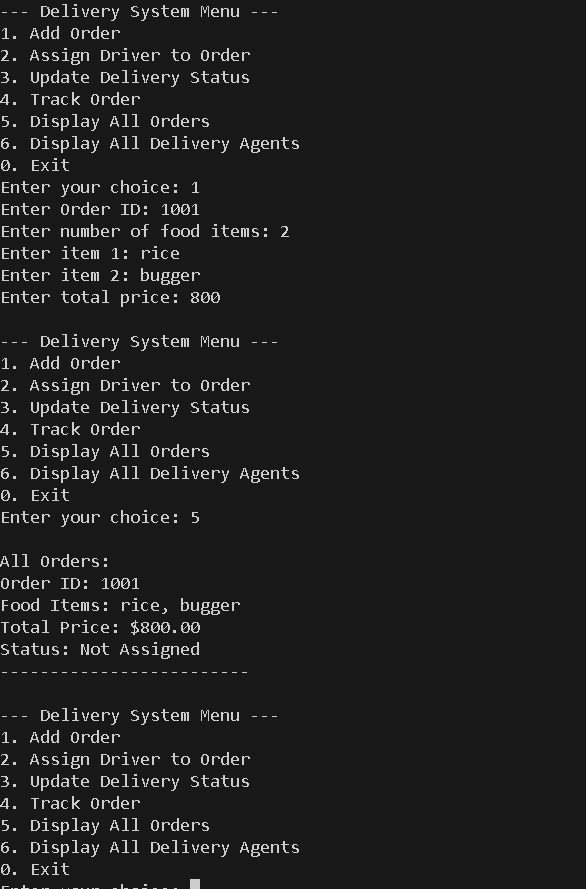 --- Delivery System Menu ---
1. Add Order
2. Assign Driver to Order
3. Update Delivery Status
4. Track Order
5. Display All Orders
6. Display All Delivery Agents
0. Exit
Enter your choice: 1
Enter Order ID: 1001
Enter number of food items: 2
Enter item 1: rice
Enter item 2: bugger
Enter total price: 800
--- Delivery System Menu ---
1. Add Order
2. Assign Driver to Order
3. Update Delivery Status
4. Track Order
5. Display All Orders
6. Display All Delivery Agents
0. Exit
Enter your choice: 5
All Orders:
Order ID: 1001
Food Items: rice, bugger
Total Price: $800.00
Status: Not Assigned
-------------------------
--- Delivery System Menu ---
1. Add Order
2. Assign Driver to Order
3. Update Delivery Status
4. Track Order
5. Display All Orders
6. Display All Delivery Agents
0. Exit
Enter your choice: